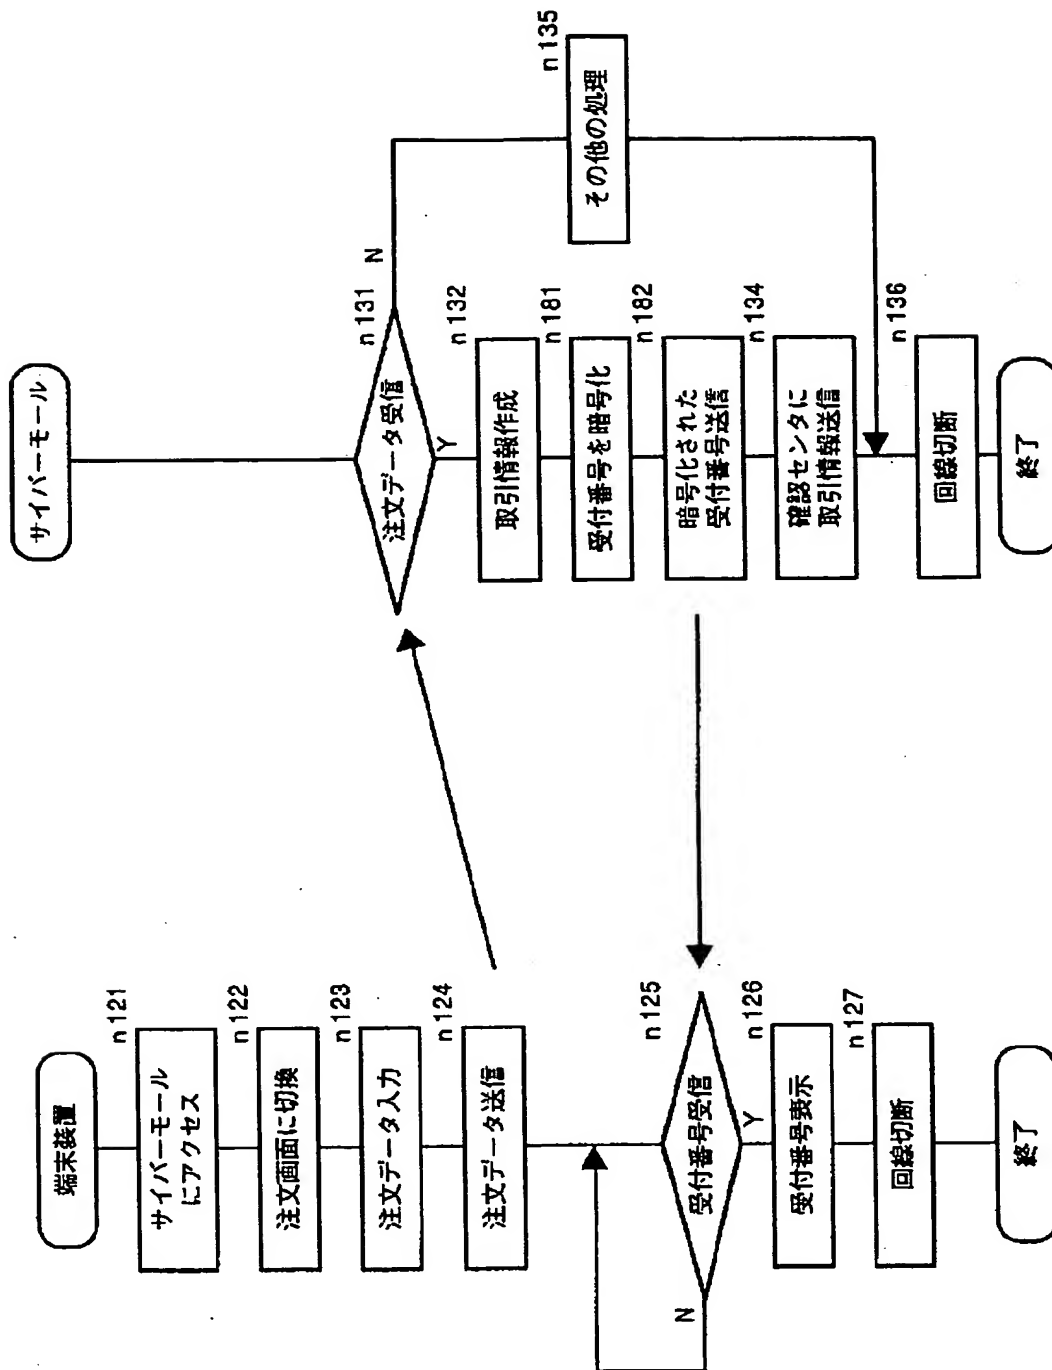 端末装置
n121
サイバーモール
にアクセス
n122
注文画面に切換
n123
注文データ入力
n124
注文データ送信
n125
受付番号受信
N
Y
n126
受付番号表示
n127
回線切断
終了
サイバーモール
n131
注文データ受信
N
Y
n132
取引情報作成
n181
受付番号を暗号化
n182
暗号化された
受付番号送信
n134
確認センタに
取引情報送信
n135
その他の処理
n136
回線切断
終了